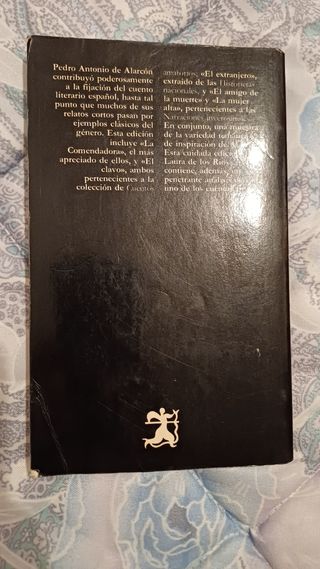 Pedro Antonio de Alarcón
contribuyó poderosamente
a la fijación del cuento
literario español, hasta tal
punto que muchos de sus
relatos cortos pasan por
ejemplos clásicos del
género. Esta edición
incluye «La
Comendadora», el más
apreciado de ellos, y «El
clavo», ambos
pertenecientes a la
colección de Cuentos
amatorios; «El extranjero»,
extraído de las Historietas
nacionales, y «El amigo de
la muerte» y «La mujer
alta», pertenecientes a las
Narraciones inverosímiles.
En conjunto, una muestra
de la variedad temática y
de inspiración de
Esta cuidada edición
Laura de los Ríos
contiene, además, un
penetrante análisis de
uno de los cuentos